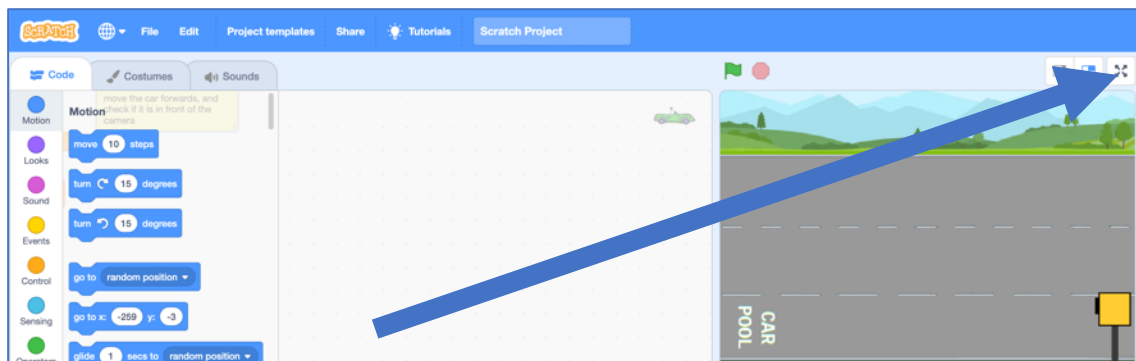 SCRATCH File Edit Project templates Share Tutorials Scratch Project
Code Costumes Sounds
Motion
Looks
Sound
Events
Control
Sensing
Operators
Motion
move the car forwards, and
check if it is in front of the
camera
move 10 steps
turn 15 degrees
turn 15 degrees
go to random position
go to x: -259 y: -3
glide 1 secs to random position
CAR
POOL